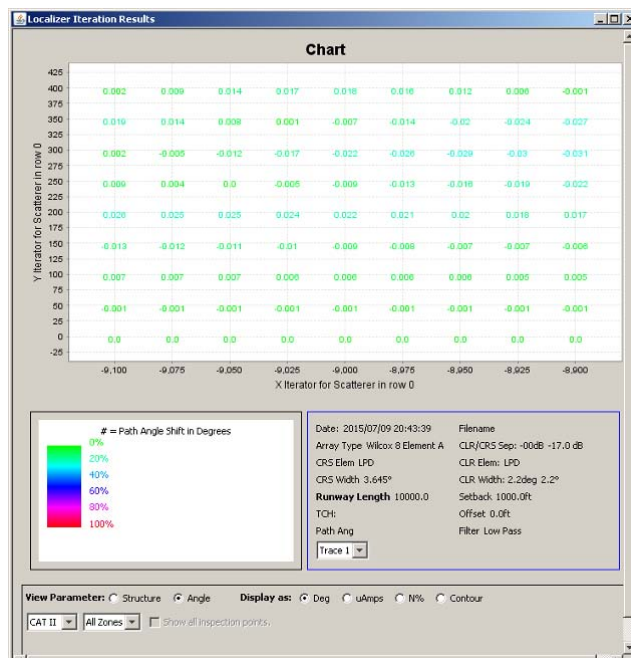 Localizer Iteration Results
Chart
Y Iterator for Scatterer in row 0
425
400 0.002 0.009 0.014 0.017 0.018 0.016 0.012 0.006 -0.001
375
350 0.019 0.014 0.008 0.001 -0.007 -0.014 -0.02 -0.024 -0.027
325
300 0.002 -0.005 -0.012 -0.017 -0.022 -0.026 -0.029 -0.03 -0.031
275
250 0.009 0.004 0.0 -0.005 -0.009 -0.013 -0.016 -0.019 -0.022
225
200 0.026 0.025 0.025 0.024 0.022 0.021 0.02 0.018 0.017
175
150 -0.013 -0.012 -0.011 -0.01 -0.009 -0.008 -0.007 -0.007 -0.006
125
100 0.007 0.007 0.007 0.006 0.006 0.006 0.006 0.005 0.005
75
50 -0.001 -0.001 -0.001 -0.001 -0.001 -0.001 -0.001 -0.001 -0.001
25
0 0.0 0.0 0.0 0.0 0.0 0.0 0.0 0.0 0.0
-25
-9,100 -9,075 -9,050 -9,025 -9,000 -8,975 -8,950 -8,925 -8,900
X Iterator for Scatterer in row 0
# = Path Angle Shift in Degrees
0%
20%
40%
60%
80%
100%
Date: 2015/07/09 20:43:39 Filename
Array Type Wilcox 8 Element A CLR/CRS Sep: -00dB -17.0 dB
CRS Elem LPD CLR Elem: LPD
CRS Width 3.645° CLR Width: 2.2deg 2.2°
Runway Length 10000.0 Setback 1000.0ft
TCH: Offset 0.0ft
Path Ang Filter Low Pass
Trace 1
View Parameter: Structure Angle Display as: Deg uAmps N% Contour
CAT II All Zones Show all inspection points.